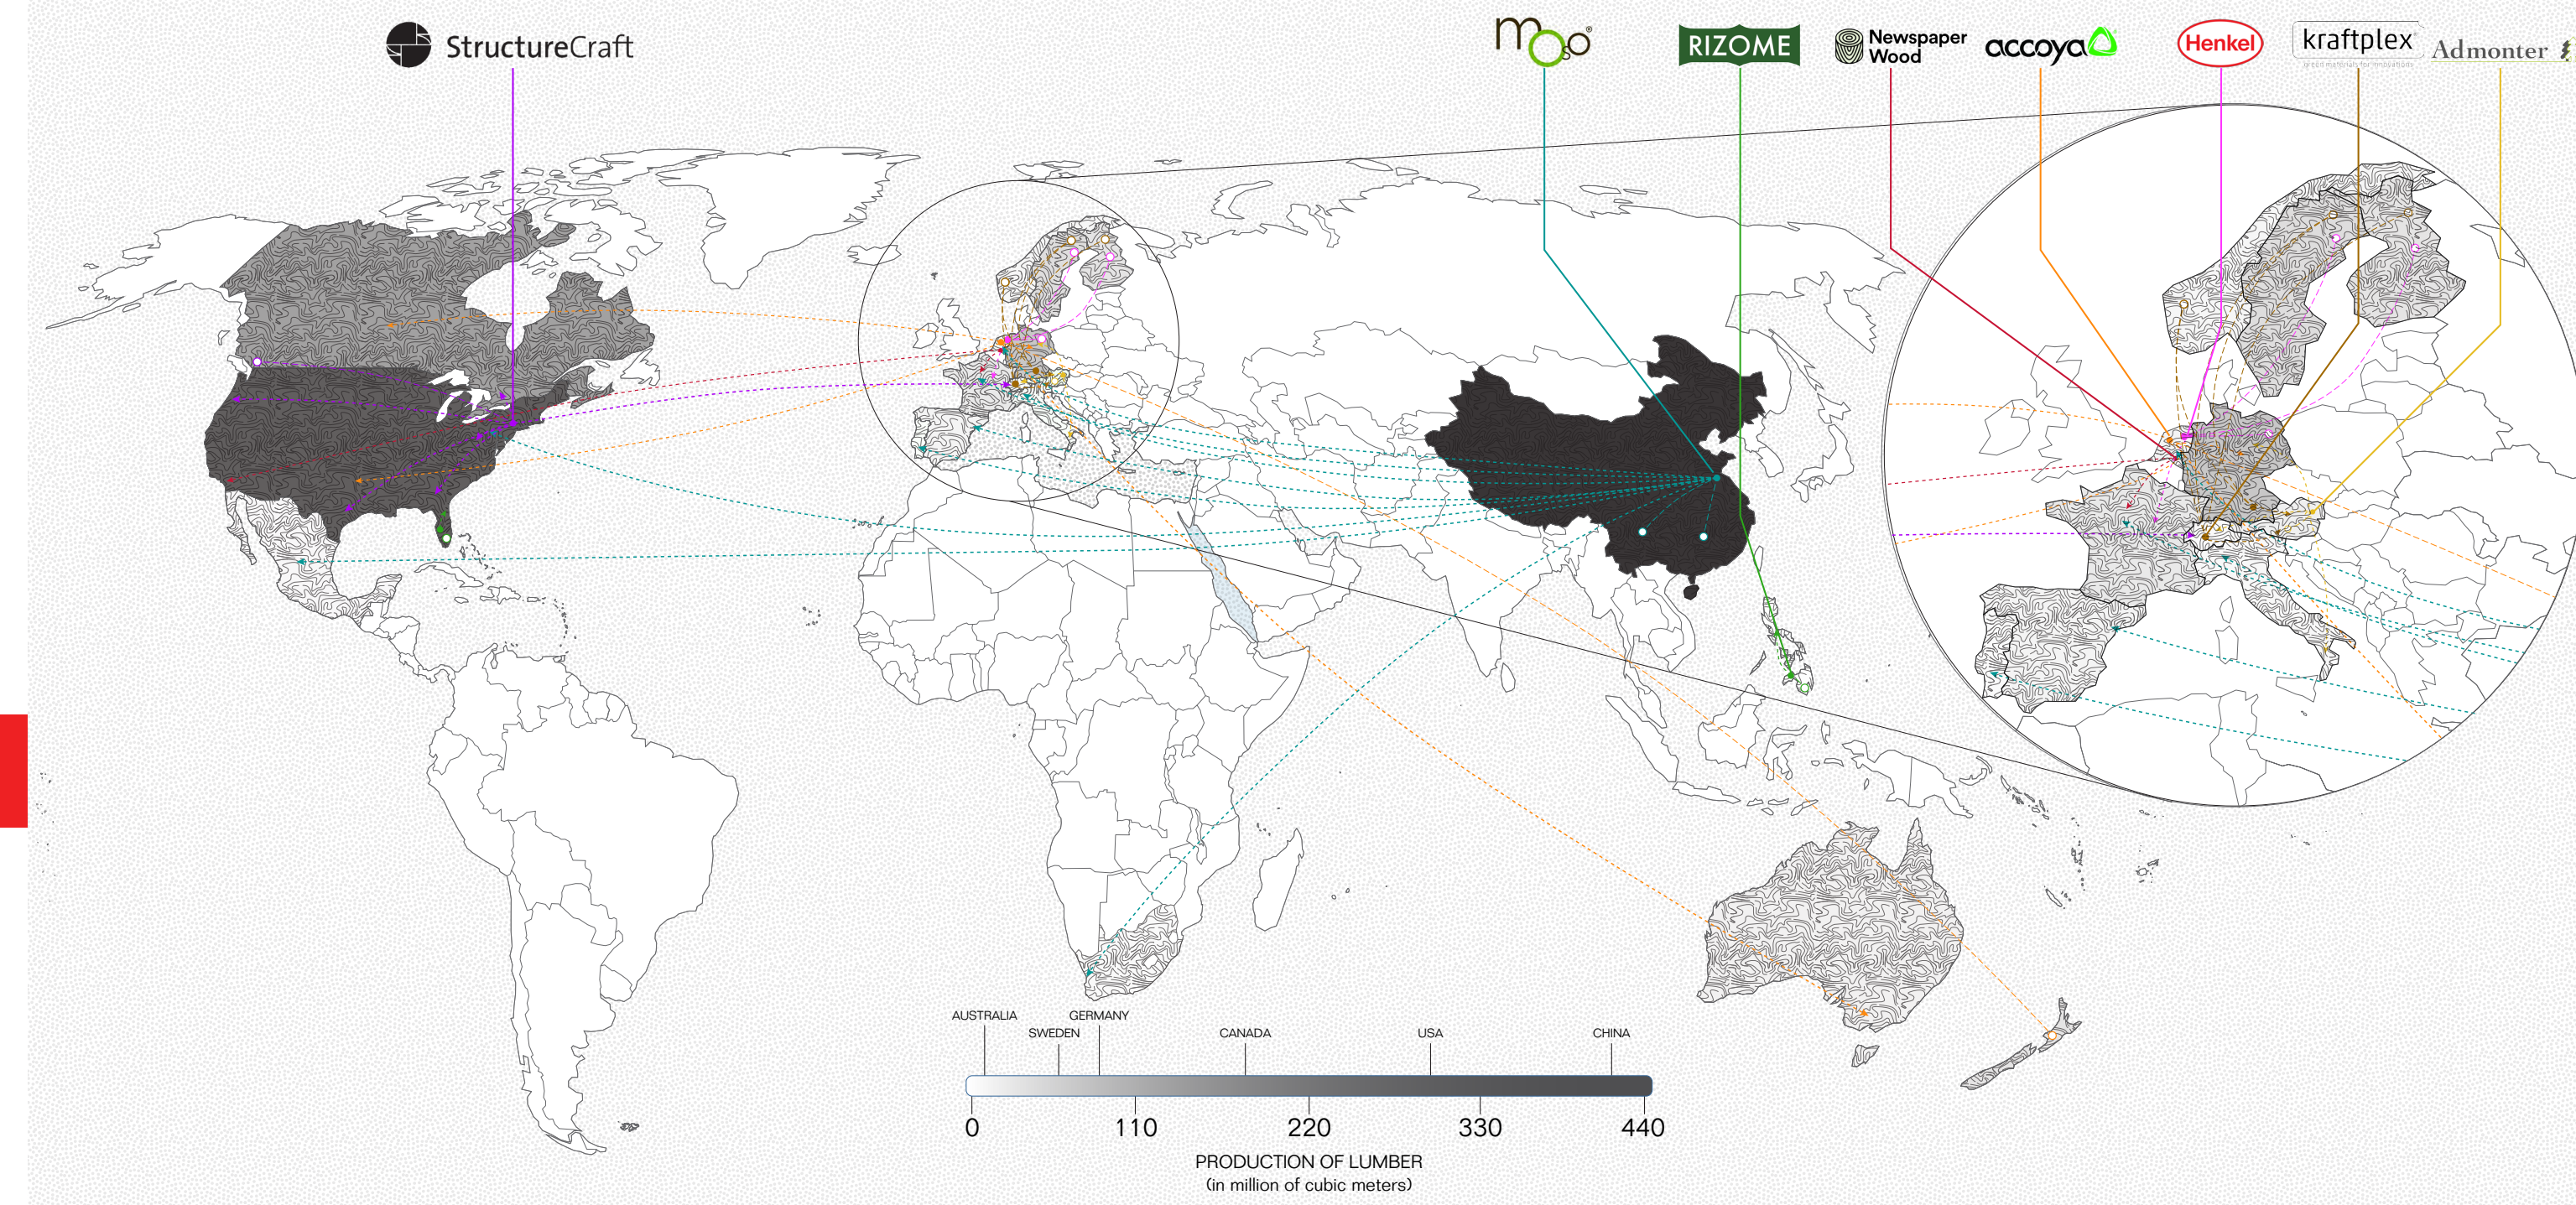 StructureCraft
moso®
RIZOME
Newspaper
Wood
accoya
Henkel
kraftplex
Admonter
AUSTRALIA
GERMANY
SWEDEN
CANADA
USA
CHINA
0
110
220
330
440
PRODUCTION OF LUMBER
(in million of cubic meters)